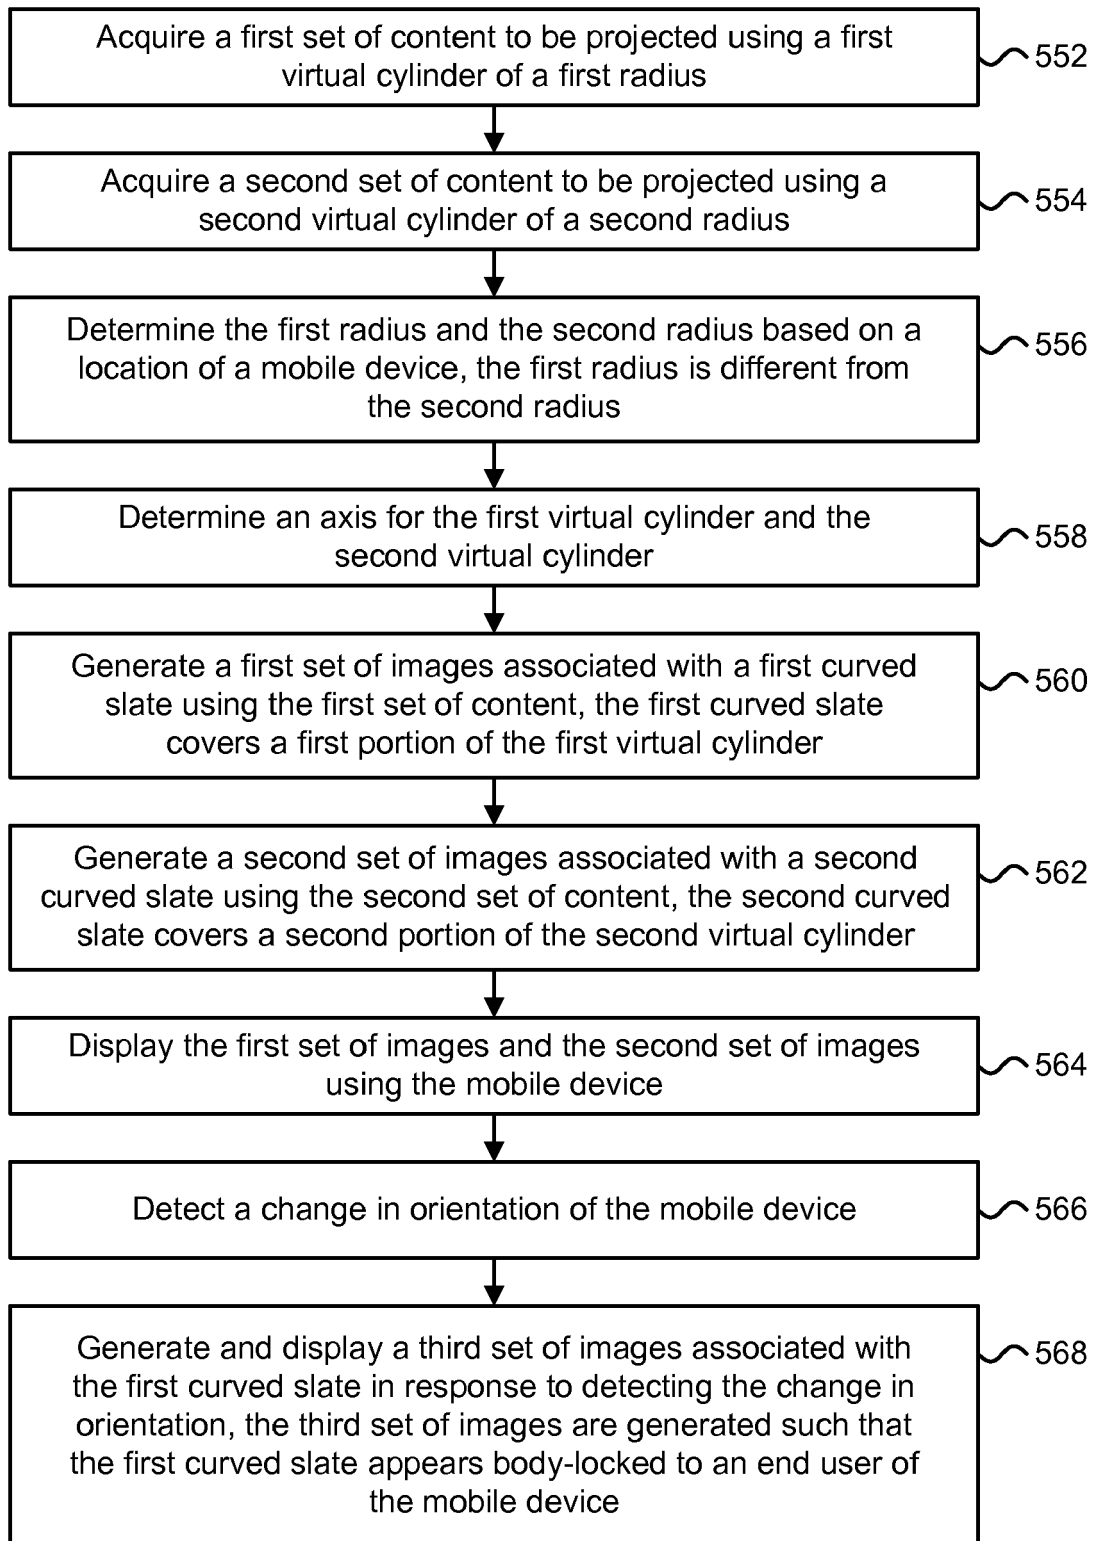 Acquire a first set of content to be projected using a first
virtual cylinder of a first radius
552
Acquire a second set of content to be projected using a
second virtual cylinder of a second radius
554
Determine the first radius and the second radius based on a
location of a mobile device, the first radius is different from
the second radius
556
Determine an axis for the first virtual cylinder and the
second virtual cylinder
558
Generate a first set of images associated with a first curved
slate using the first set of content, the first curved slate
covers a first portion of the first virtual cylinder
560
Generate a second set of images associated with a second
curved slate using the second set of content, the second curved
slate covers a second portion of the second virtual cylinder
562
Display the first set of images and the second set of images
using the mobile device
564
Detect a change in orientation of the mobile device
566
Generate and display a third set of images associated with
the first curved slate in response to detecting the change in
orientation, the third set of images are generated such that
the first curved slate appears body-locked to an end user of
the mobile device
568